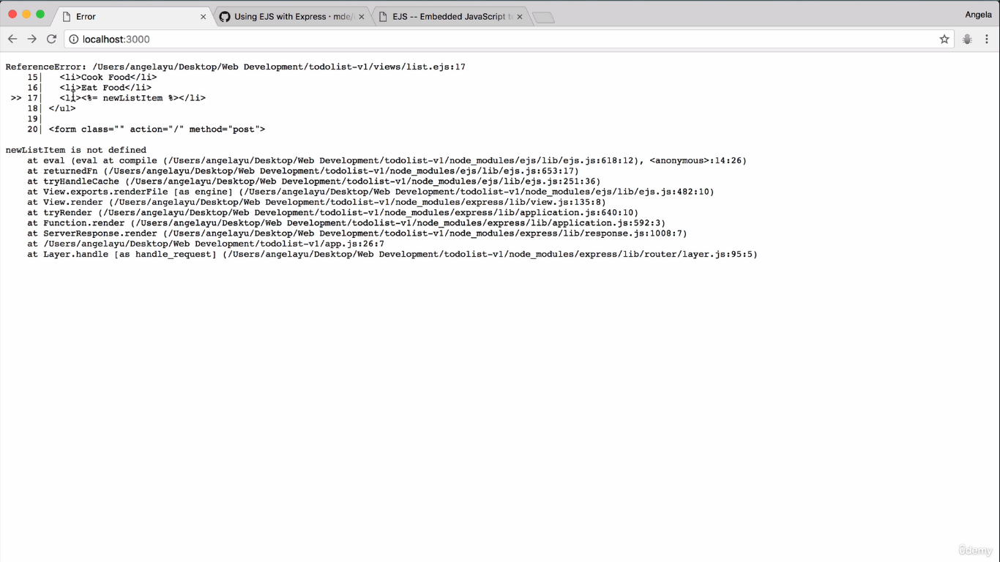 Error
Using EJS with Express · mde/
EJS -- Embedded JavaScript t
Angela
localhost:3000
ReferenceError: /Users/angelayu/Desktop/Web Development/todolist-v1/views/list.ejs:17
15|   <li>Cook Food</li>
16|   <li>Eat Food</li>
>> 17|   <li><%= newListItem %></li>
18| </ul>
19|
20| <form class="" action="/" method="post">
newListItem is not defined
at eval (eval at compile (/Users/angelayu/Desktop/Web Development/todolist-v1/node_modules/ejs/lib/ejs.js:618:12), <anonymous>:14:26)
at returnedFn (/Users/angelayu/Desktop/Web Development/todolist-v1/node_modules/ejs/lib/ejs.js:653:17)
at tryHandleCache (/Users/angelayu/Desktop/Web Development/todolist-v1/node_modules/ejs/lib/ejs.js:251:36)
at View.exports.renderFile [as engine] (/Users/angelayu/Desktop/Web Development/todolist-v1/node_modules/ejs/lib/ejs.js:482:10)
at View.render (/Users/angelayu/Desktop/Web Development/todolist-v1/node_modules/express/lib/view.js:135:8)
at tryRender (/Users/angelayu/Desktop/Web Development/todolist-v1/node_modules/express/lib/application.js:640:10)
at Function.render (/Users/angelayu/Desktop/Web Development/todolist-v1/node_modules/express/lib/application.js:592:3)
at ServerResponse.render (/Users/angelayu/Desktop/Web Development/todolist-v1/node_modules/express/lib/response.js:1008:7)
at /Users/angelayu/Desktop/Web Development/todolist-v1/app.js:26:7
at Layer.handle [as handle_request] (/Users/angelayu/Desktop/Web Development/todolist-v1/node_modules/express/lib/router/layer.js:95:5)
ûdemy